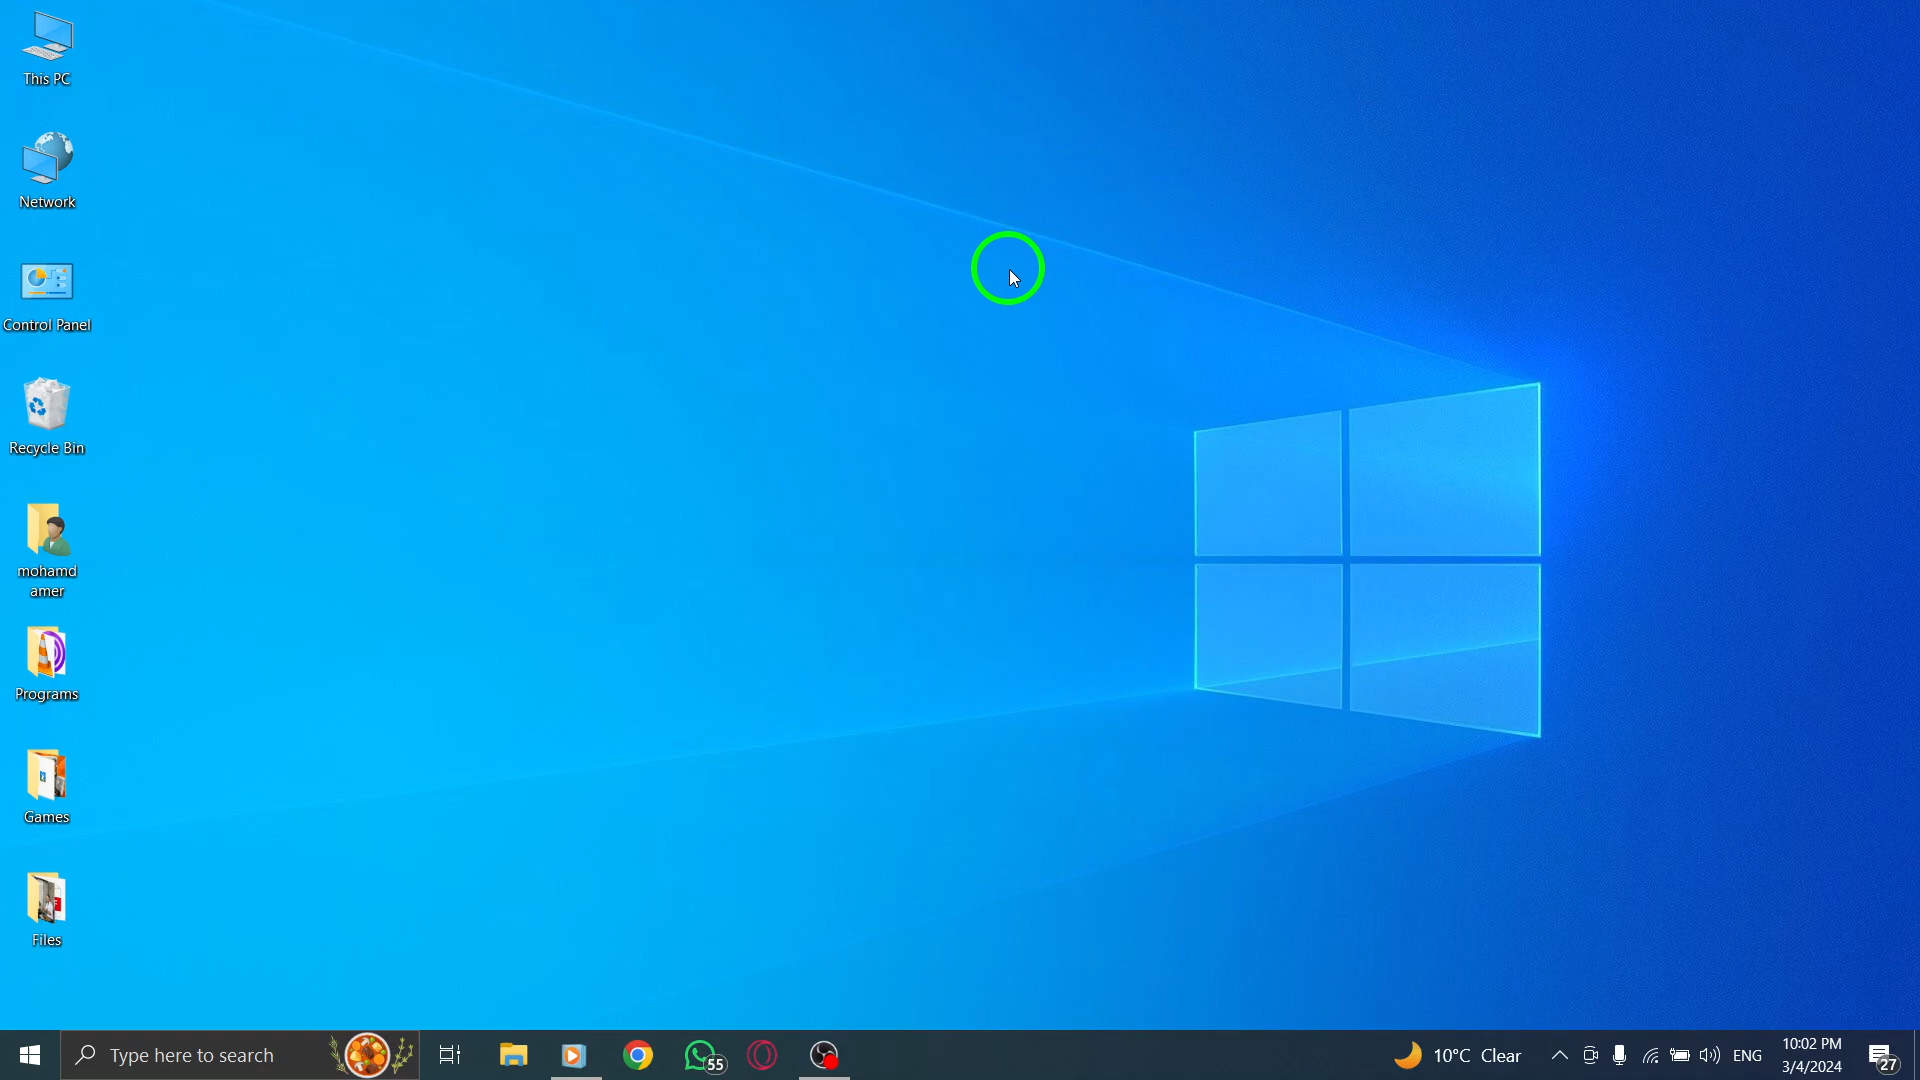 This PC
Network
Control Panel
Recycle Bin
mohamd
amer
Programs
Games
Files
Type here to search
55
10°C Clear
ENG
10:02 PM
3/4/2024
27